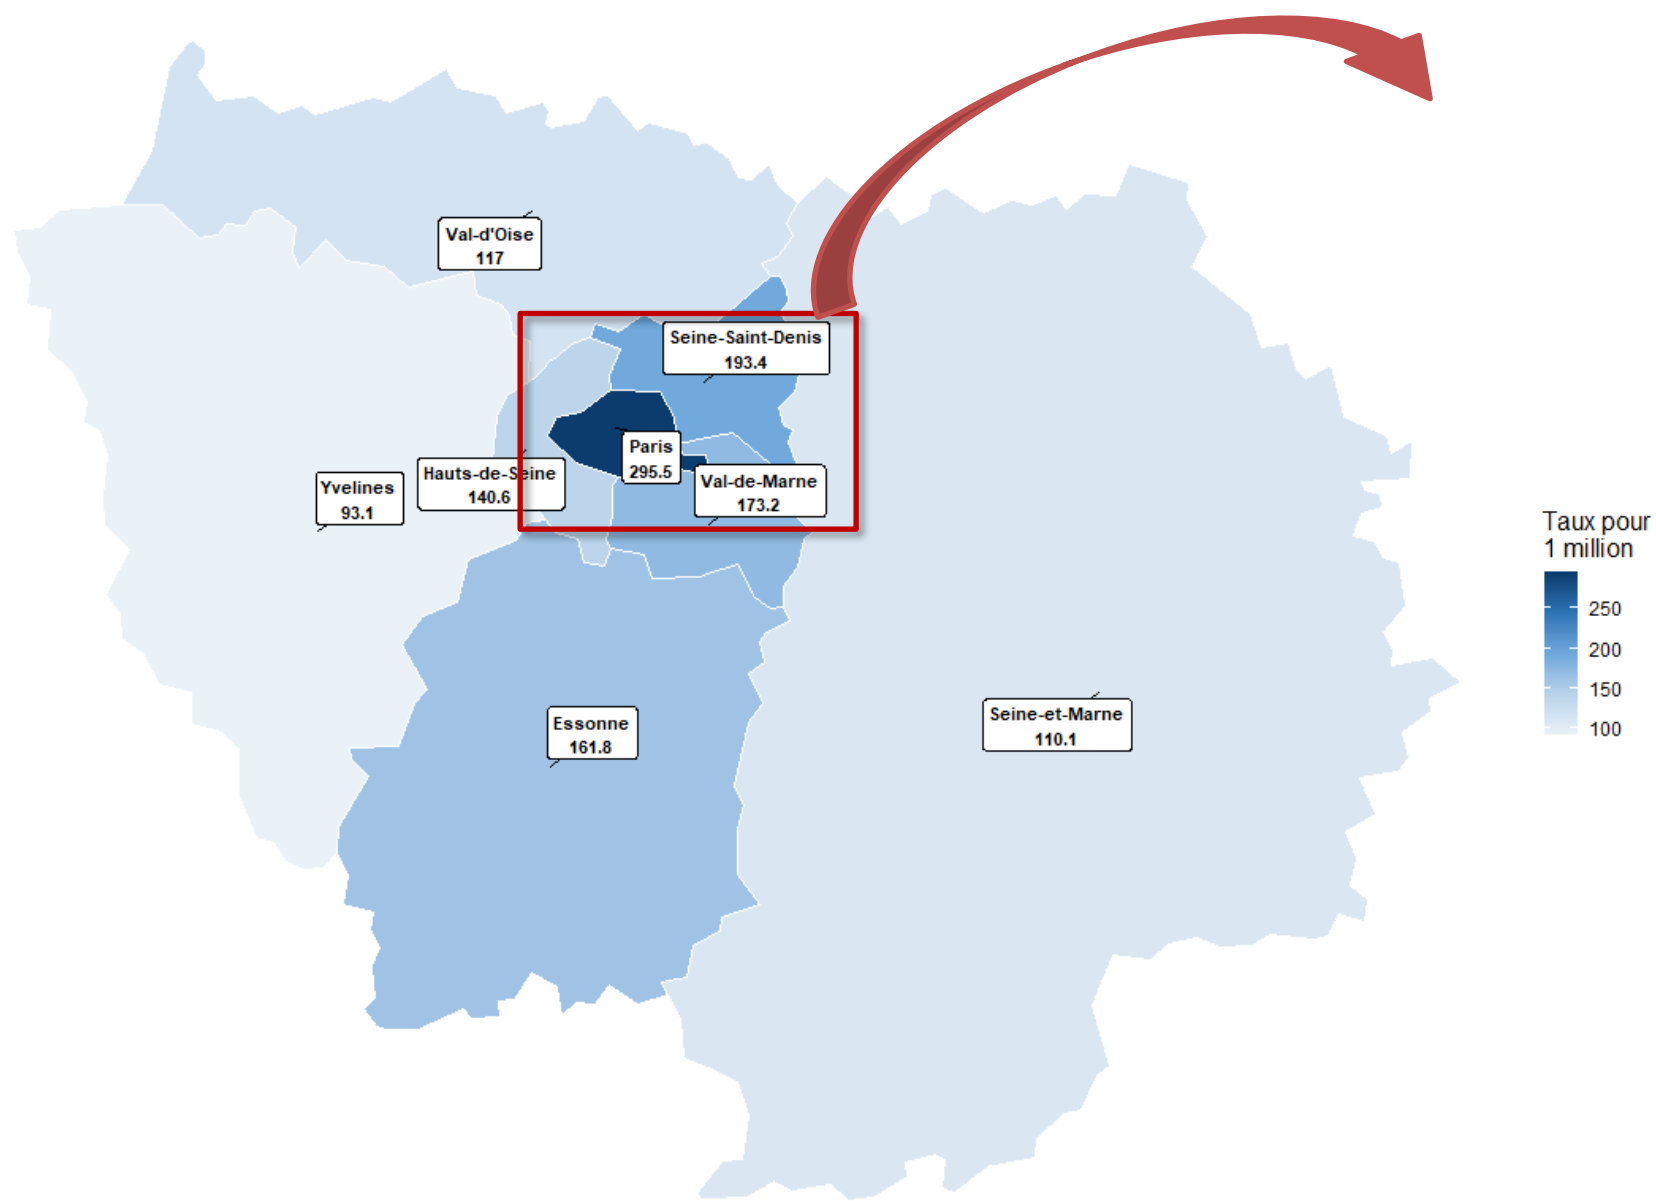 Val-d'Oise
117
Seine-Saint-Denis
193.4
Paris
295.5
Hauts-de-Seine
140.6
Val-de-Marne
173.2
Yvelines
93.1
Essonne
161.8
Seine-et-Marne
110.1
Taux pour
1 million
250
200
150
100